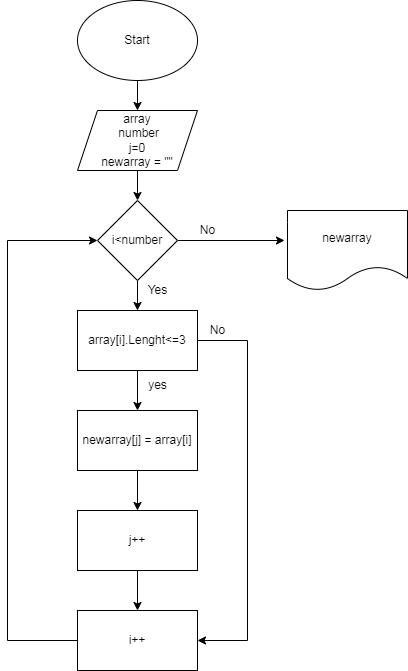 Start
array
number
j=0
newarray = ""
i<number
No
newarray
Yes
array[i].Lenght<=3
No
yes
newarray[j] = array[i]
j++
i++